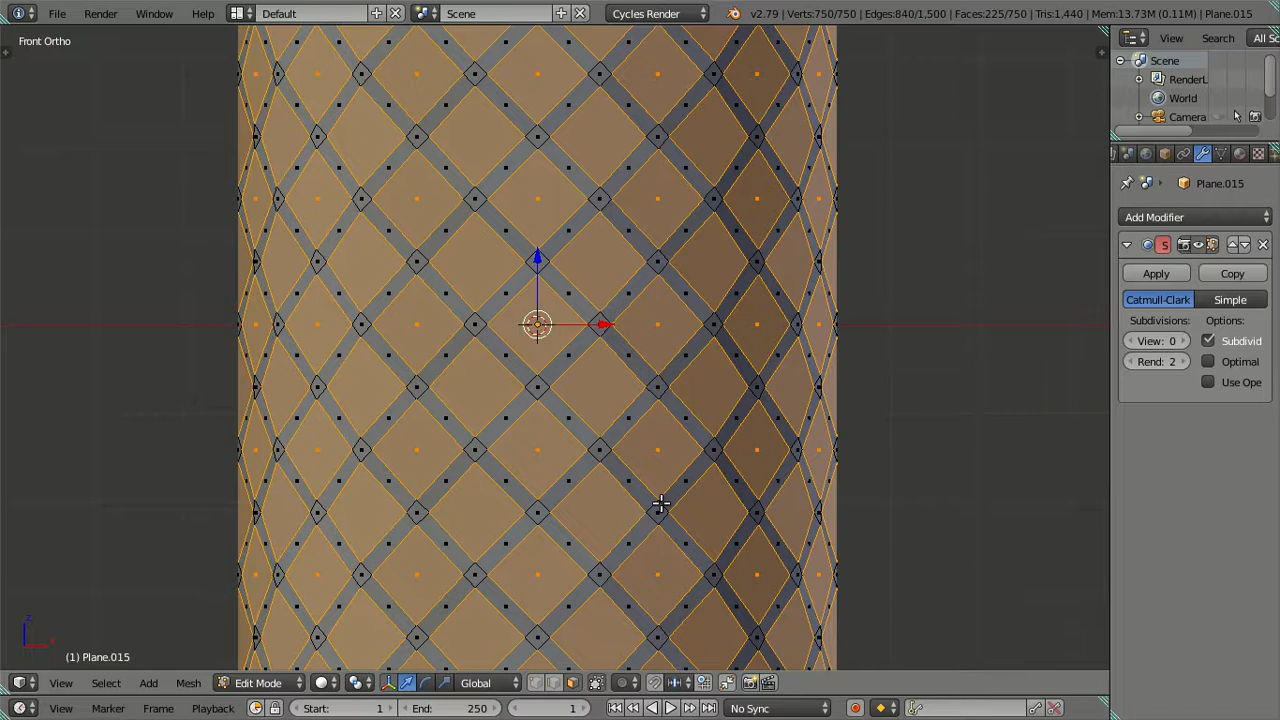 File Render Window Help Default Scene Cycles Render v2.79 | Verts:750/750 | Edges:840/1,500 | Faces:225/750 | Tris:1,440 | Mem:13.73M (0.11M) | Plane.015
Front Ortho
View Search All Sc
Scene
RenderL
World
Camera
Plane.015
Add Modifier
S
Apply Copy
Catmull-Clark Simple
Subdivisions: Options:
View: 0 Subdivid
Rend: 2 Optimal
Use Ope
z
x
(1) Plane.015
View Select Add Mesh Edit Mode Global
View Marker Frame Playback Start: 1 End: 250 1 No Sync